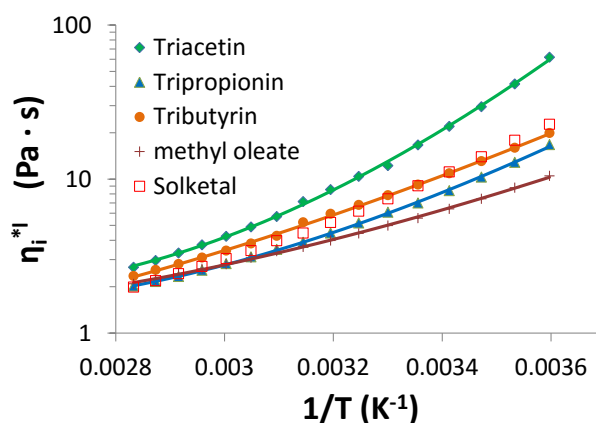 100
Triacetin
Tripropionin
Tributyrin
methyl oleate
Solketal
10
1
ηᵢ*ˡ (Pa · s)
0.0028 0.003 0.0032 0.0034 0.0036
1/T (K⁻¹)